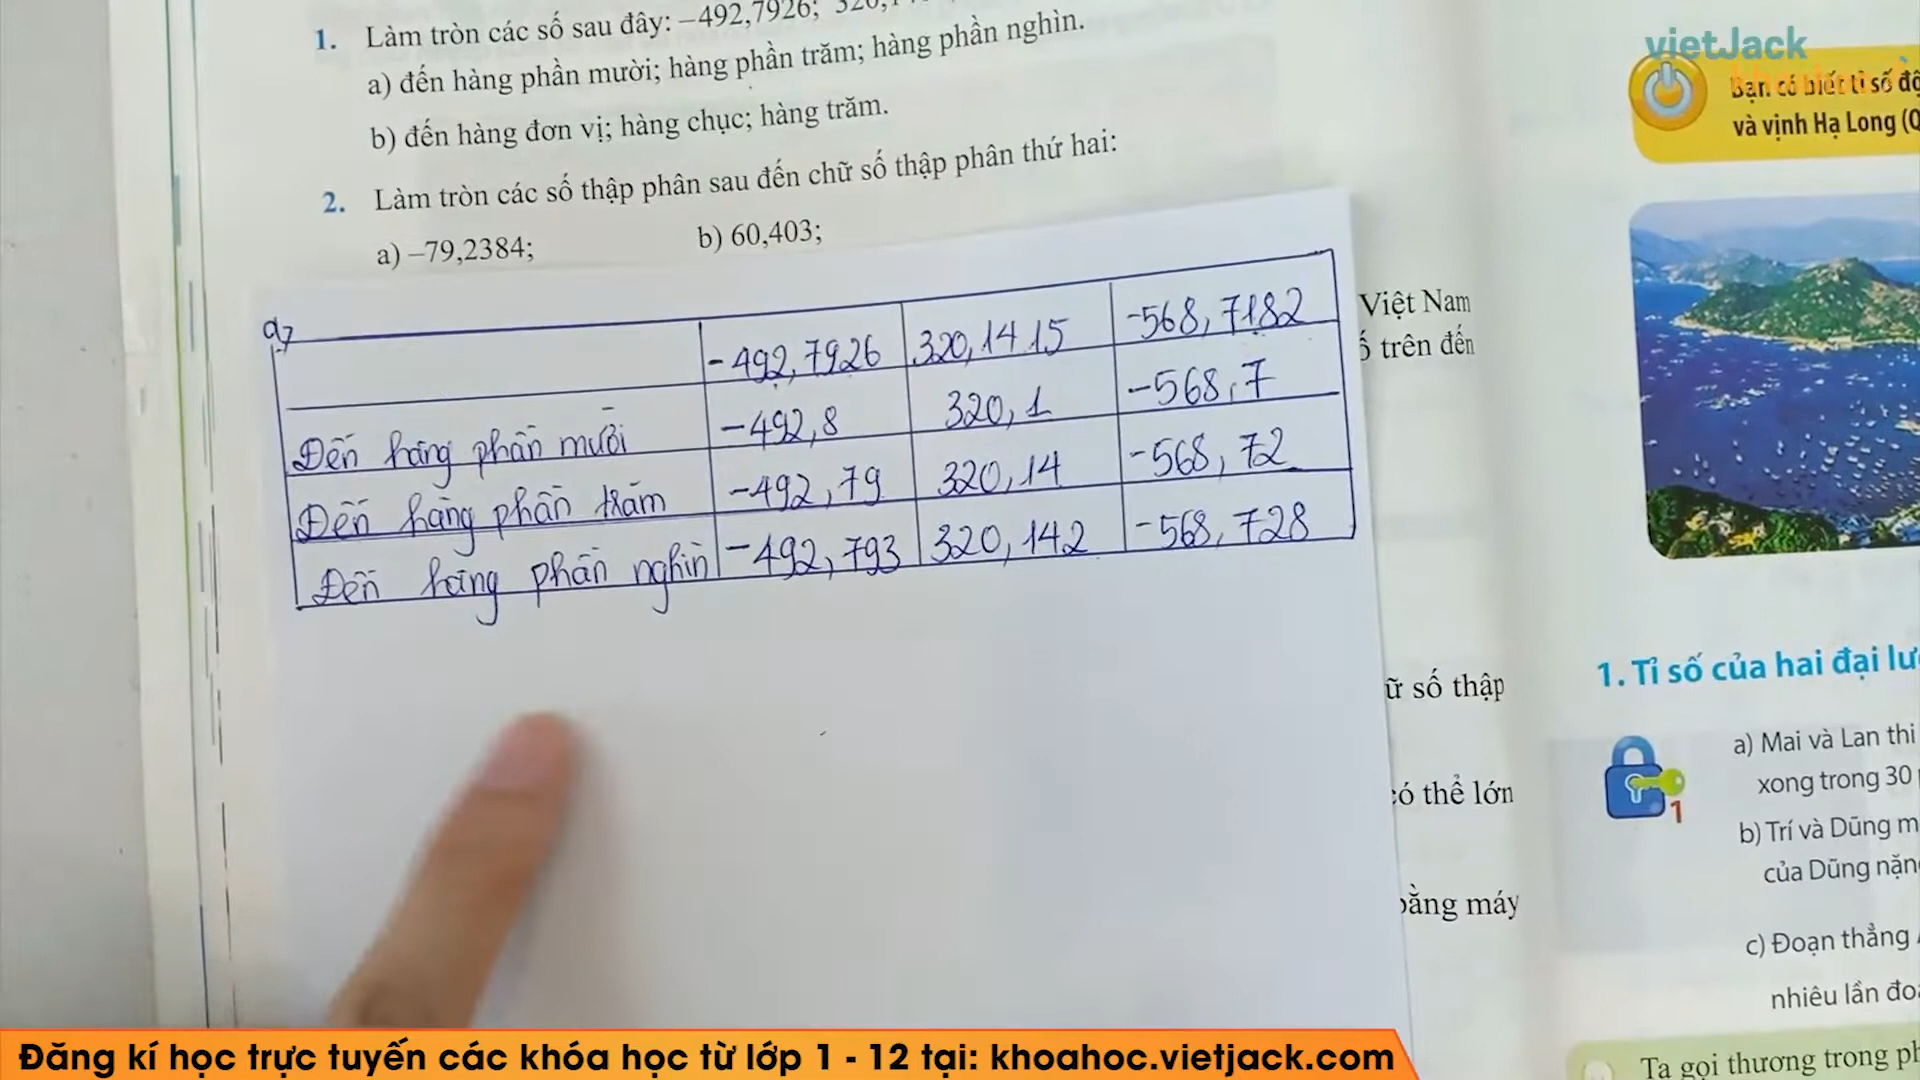 1. Làm tròn các số sau đây: –492,7926;
a) đến hàng phần mười; hàng phần trăm; hàng phần nghìn.
b) đến hàng đơn vị; hàng chục; hàng trăm.
2. Làm tròn các số thập phân sau đến chữ số thập phân thứ hai:
a) –79,2384; b) 60,403;
a,
-492,7926 320,1415 -568,7182
Đến hàng phần mười -492,8 320,1 -568,7
Đến hàng phần trăm -492,79 320,14 -568,72
Đến hàng phần nghìn -492,793 320,142 -568,728
Việt Nam
ố trên đến
ữ số thập
có thể lớn
bằng máy
vietJack
Bạn có biết tỉ số độ
và vịnh Hạ Long (Q
1. Tỉ số của hai đại lư
1
a) Mai và Lan thi
xong trong 30
b) Trí và Dũng m
của Dũng nặn
c) Đoạn thẳng
nhiêu lần đo
Ta gọi thương trong ph
Đăng kí học trực tuyến các khóa học từ lớp 1 - 12 tại: khoahoc.vietjack.com